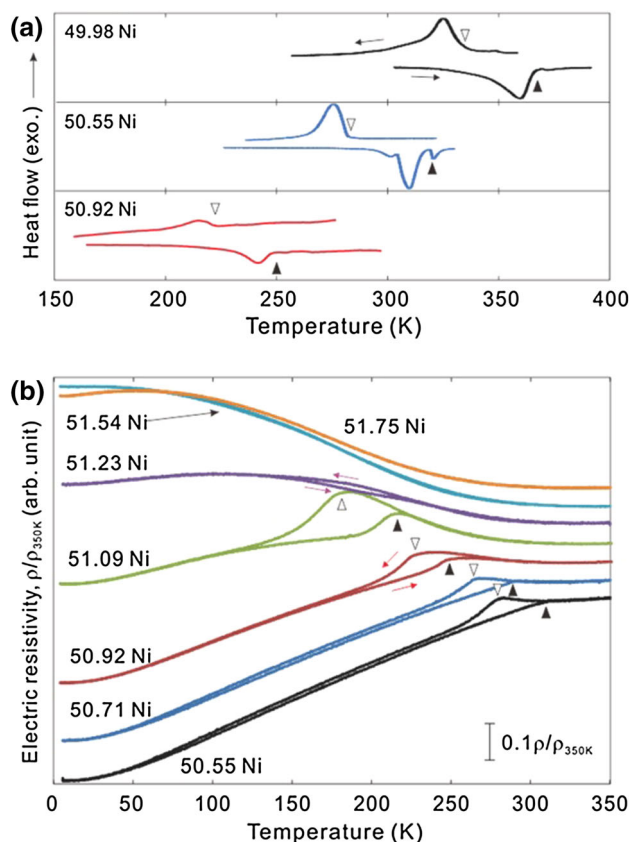 (a)
49.98 Ni
50.55 Ni
50.92 Ni
Heat flow (exo.)
150 200 250 300 350 400
Temperature (K)
(b)
51.54 Ni
51.75 Ni
51.23 Ni
51.09 Ni
50.92 Ni
50.71 Ni
50.55 Ni
0.1ρ/ρ350K
Electric resistivity, ρ/ρ350K (arb. unit)
0 50 100 150 200 250 300 350
Temperature (K)